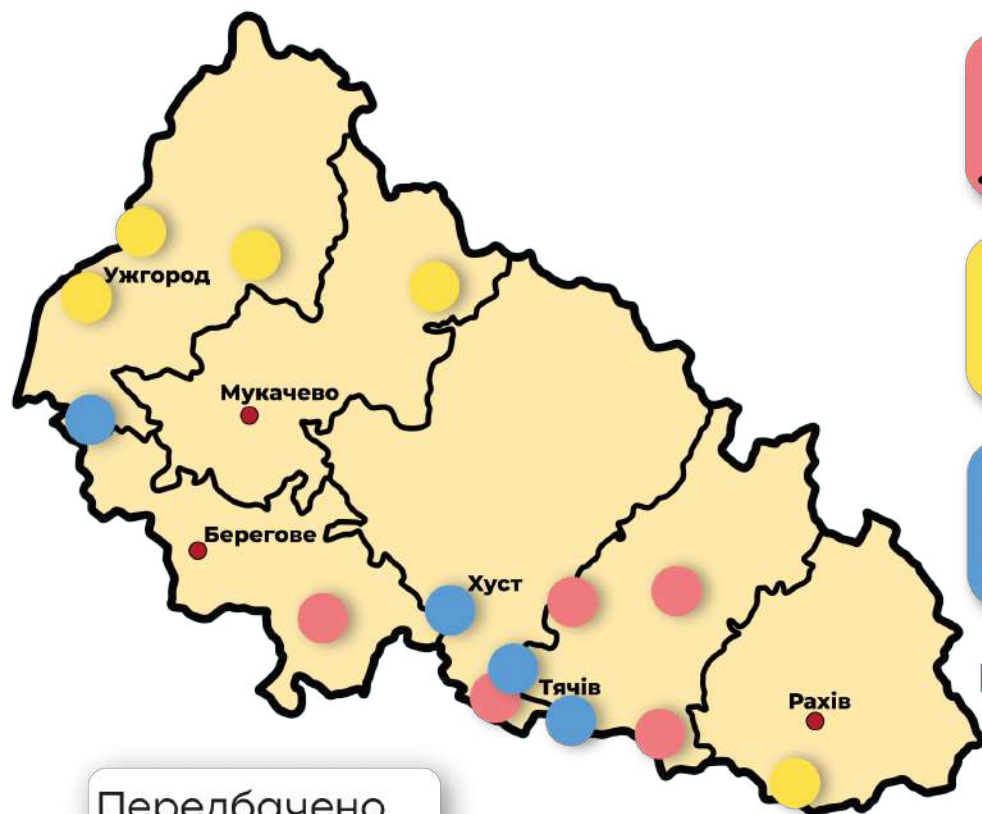 Ужгород
Мукачево
Берегове
Хуст
Тячів
Рахів
Передбачено